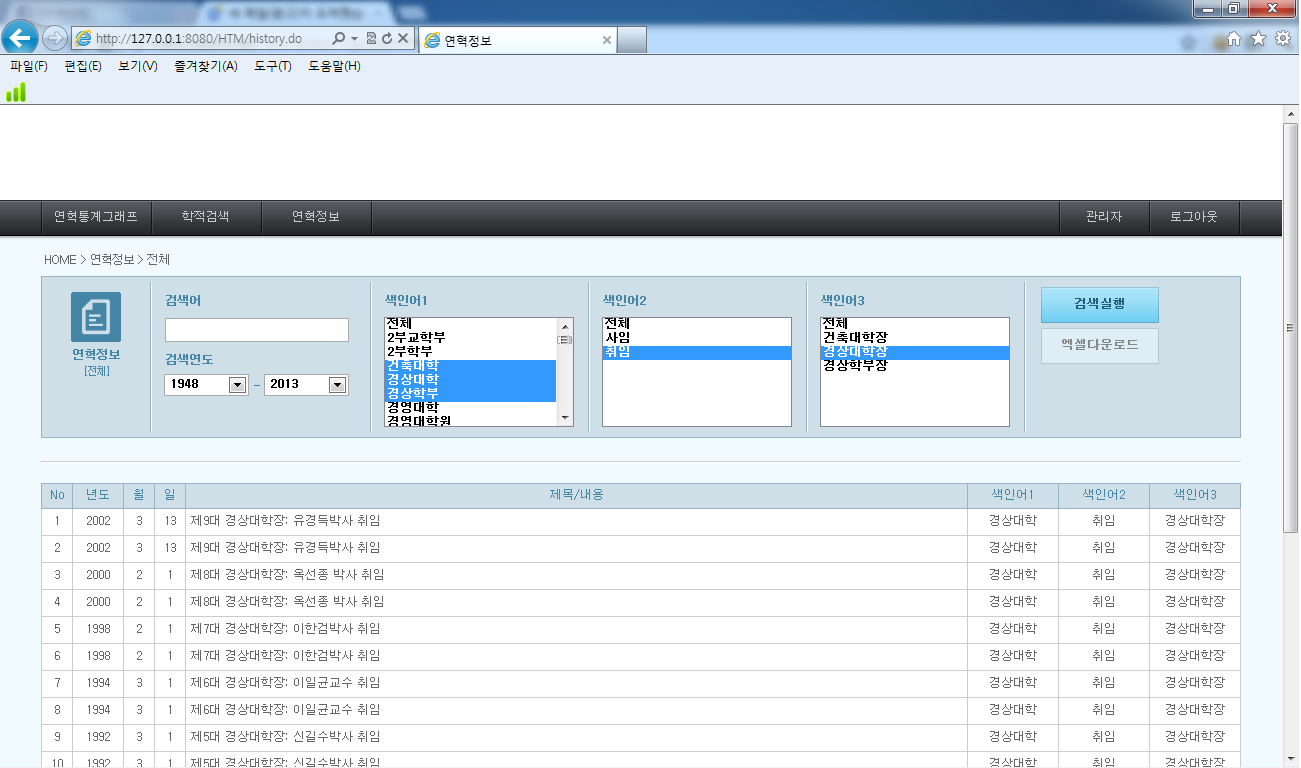 http://127.0.0.1:8080/HTM/history.do
연혁정보
파일(F) 편집(E) 보기(V) 즐겨찾기(A) 도구(T) 도움말(H)
연혁통계그래프 학적검색 연혁정보 관리자 로그아웃
HOME > 연혁정보 > 전체
연혁정보
[전체]
검색어
검색연도
1948 – 2013
색인어1
전체
2부교학부
2부학부
건축대학
경상대학
경상학부
경영대학
경영대학원
색인어2
전체
사임
취임
색인어3
전체
건축대학장
경상대학장
경상학부장
검색실행
엑셀다운로드
No 년도 월 일 제목/내용 색인어1 색인어2 색인어3
1 2002 3 13 제9대 경상대학장: 유경득박사 취임 경상대학 취임 경상대학장
2 2002 3 13 제9대 경상대학장: 유경득박사 취임 경상대학 취임 경상대학장
3 2000 2 1 제8대 경상대학장: 옥선종 박사 취임 경상대학 취임 경상대학장
4 2000 2 1 제8대 경상대학장: 옥선종 박사 취임 경상대학 취임 경상대학장
5 1998 2 1 제7대 경상대학장: 이한검박사 취임 경상대학 취임 경상대학장
6 1998 2 1 제7대 경상대학장: 이한검박사 취임 경상대학 취임 경상대학장
7 1994 3 1 제6대 경상대학장: 이일균교수 취임 경상대학 취임 경상대학장
8 1994 3 1 제6대 경상대학장: 이일균교수 취임 경상대학 취임 경상대학장
9 1992 3 1 제5대 경상대학장: 신길수박사 취임 경상대학 취임 경상대학장
10 1992 3 1 제5대 경상대학장: 신길수박사 취임 경상대학 취임 경상대학장